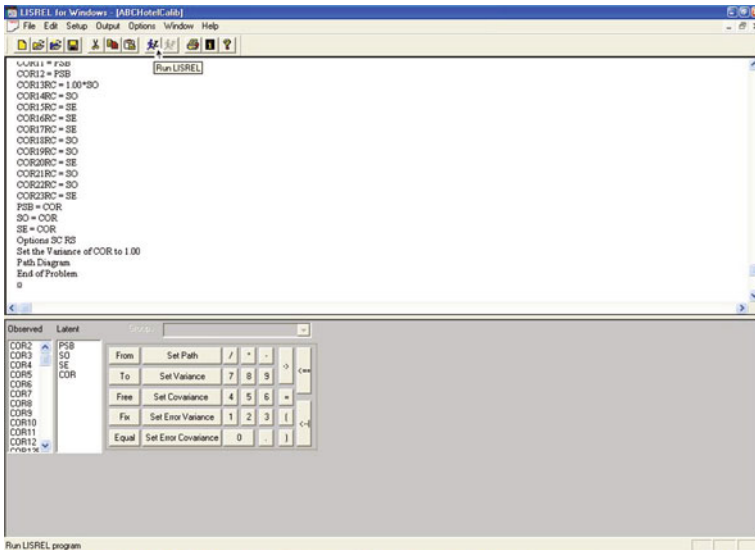 LISREL for Windows - [ABCHotelCalib]
File Edit Setup Output Options Window Help
Run LISREL
COR11 = PSB
COR12 = PSB
COR13RC = 1.00*SO
COR14RC = SO
COR15RC = SE
COR16RC = SE
COR17RC = SE
COR18RC = SO
COR19RC = SO
COR20RC = SE
COR21RC = SO
COR22RC = SO
COR23RC = SE
PSB = COR
SO = COR
SE = COR
Options SC RS
Set the Variance of COR to 1.00
Path Diagram
End of Problem
Observed Latent
COR2
COR3
COR4
COR5
COR6
COR7
COR8
COR9
COR10
COR11
COR12
PSB
SO
SE
COR
From Set Path / * -
To Set Variance 7 8 9
Free Set Covariance 4 5 6 =
Fix Set Error Variance 1 2 3 (
Equal Set Error Covariance 0 . )
Run LISREL program